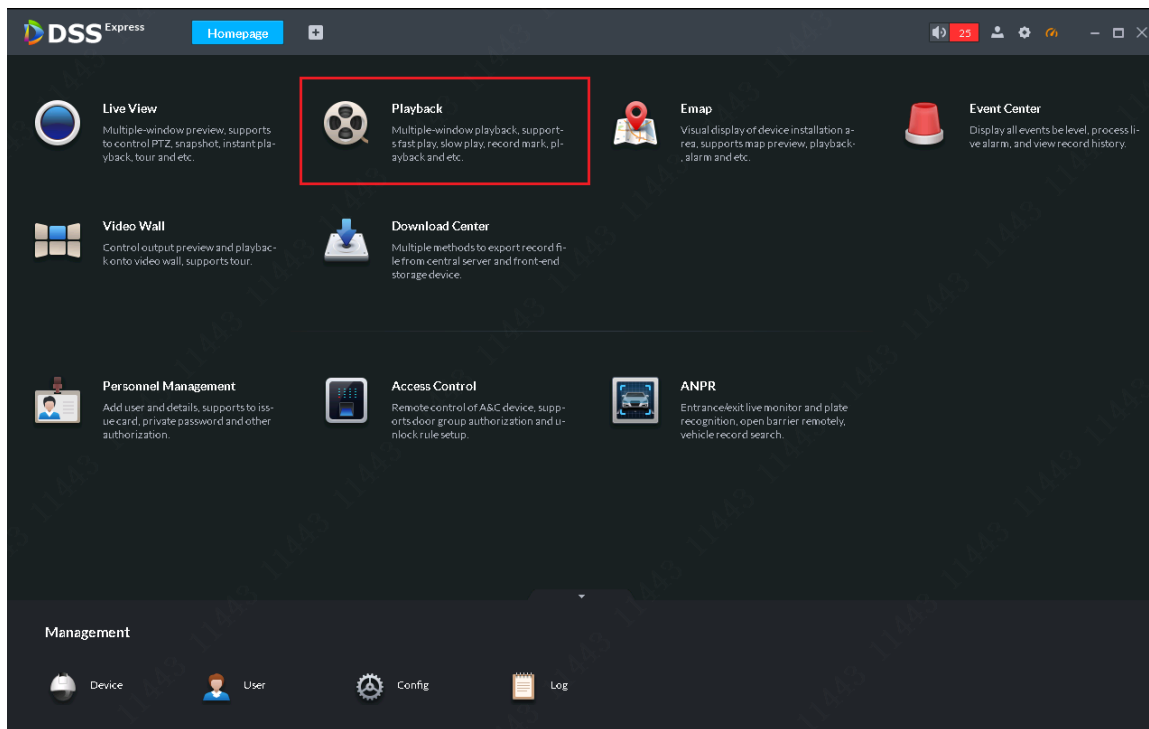 DSS Express
Homepage
25
Live View
Multiple-window preview, supports
to control PTZ, snapshot, instant pla-
yback, tour and etc.
Playback
Multiple-window playback, support-
s fast play, slow play, record mark, pl-
ayback and etc.
Emap
Visual display of device installation a-
rea, supports map preview, playback-
, alarm and etc.
Event Center
Display all events be level, process li-
ve alarm, and view record history.
Video Wall
Control output preview and playbac-
k onto video wall, supports tour.
Download Center
Multiple methods to export record fi-
le from central server and front-end
storage device.
Personnel Management
Add user and details, supports to iss-
ue card, private password and other
authorization.
Access Control
Remote control of A&C device, supp-
orts door group authorization and u-
nlock rule setup.
ANPR
Entrance/exit live monitor and plate
recognition, open barrier remotely,
vehicle record search.
Management
Device
User
Config
Log